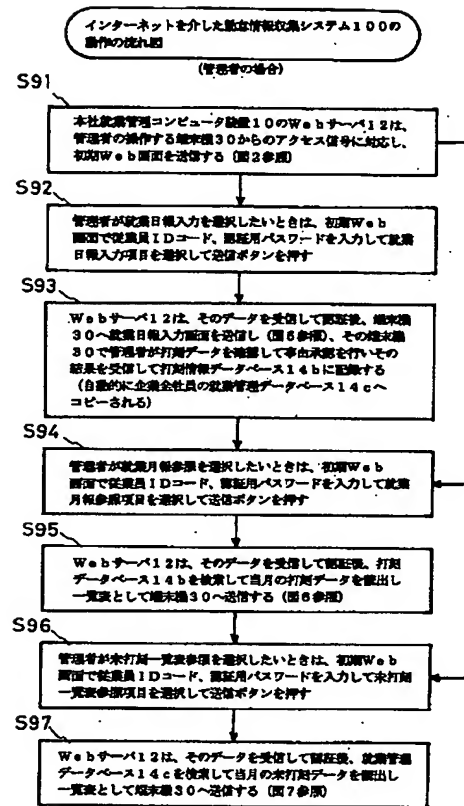 インターネットを介した勤怠情報収集システム100の
動作の流れ図
(管理者の場合)
S91
本社就業管理コンピュータ装置10のWebサーバ12は、
管理者の操作する端末機30からのアクセス信号に対応し、
初期Web画面を送信する(図2参照)
S92
管理者が就業日報入力を選択したいときは、初期Web
画面で従業員IDコード、認証用パスワードを入力して就業
日報入力項目を選択して送信ボタンを押す
S93
Webサーバ12は、そのデータを受信して認証後、端末機
30へ就業日報入力画面を送信し(図5参照)、その端末機
30で管理者が打刻データを確認して事由承認を行いその
結果を受信して打刻情報データベース14bに記録する
(自動的に企業全社員の就業管理データベース14cへ
コピーされる)
S94
管理者が就業月報参照を選択したいときは、初期Web
画面で従業員IDコード、認証用パスワードを入力して就業
月報参照項目を選択して送信ボタンを押す
S95
Webサーバ12は、そのデータを受信して認証後、打刻
データベース14bを検索して当月の打刻データを抽出し
一覧表として端末機30へ送信する(図6参照)
S96
管理者が未打刻一覧表参照を選択したいときは、初期Web
画面で従業員IDコード、認証用パスワードを入力して未打刻
一覧表参照項目を選択して送信ボタンを押す
S97
Webサーバ12は、そのデータを受信して認証後、就業管理
データベース14cを検索して当月の未打刻データを抽出し
一覧表として端末機30へ送信する(図7参照)